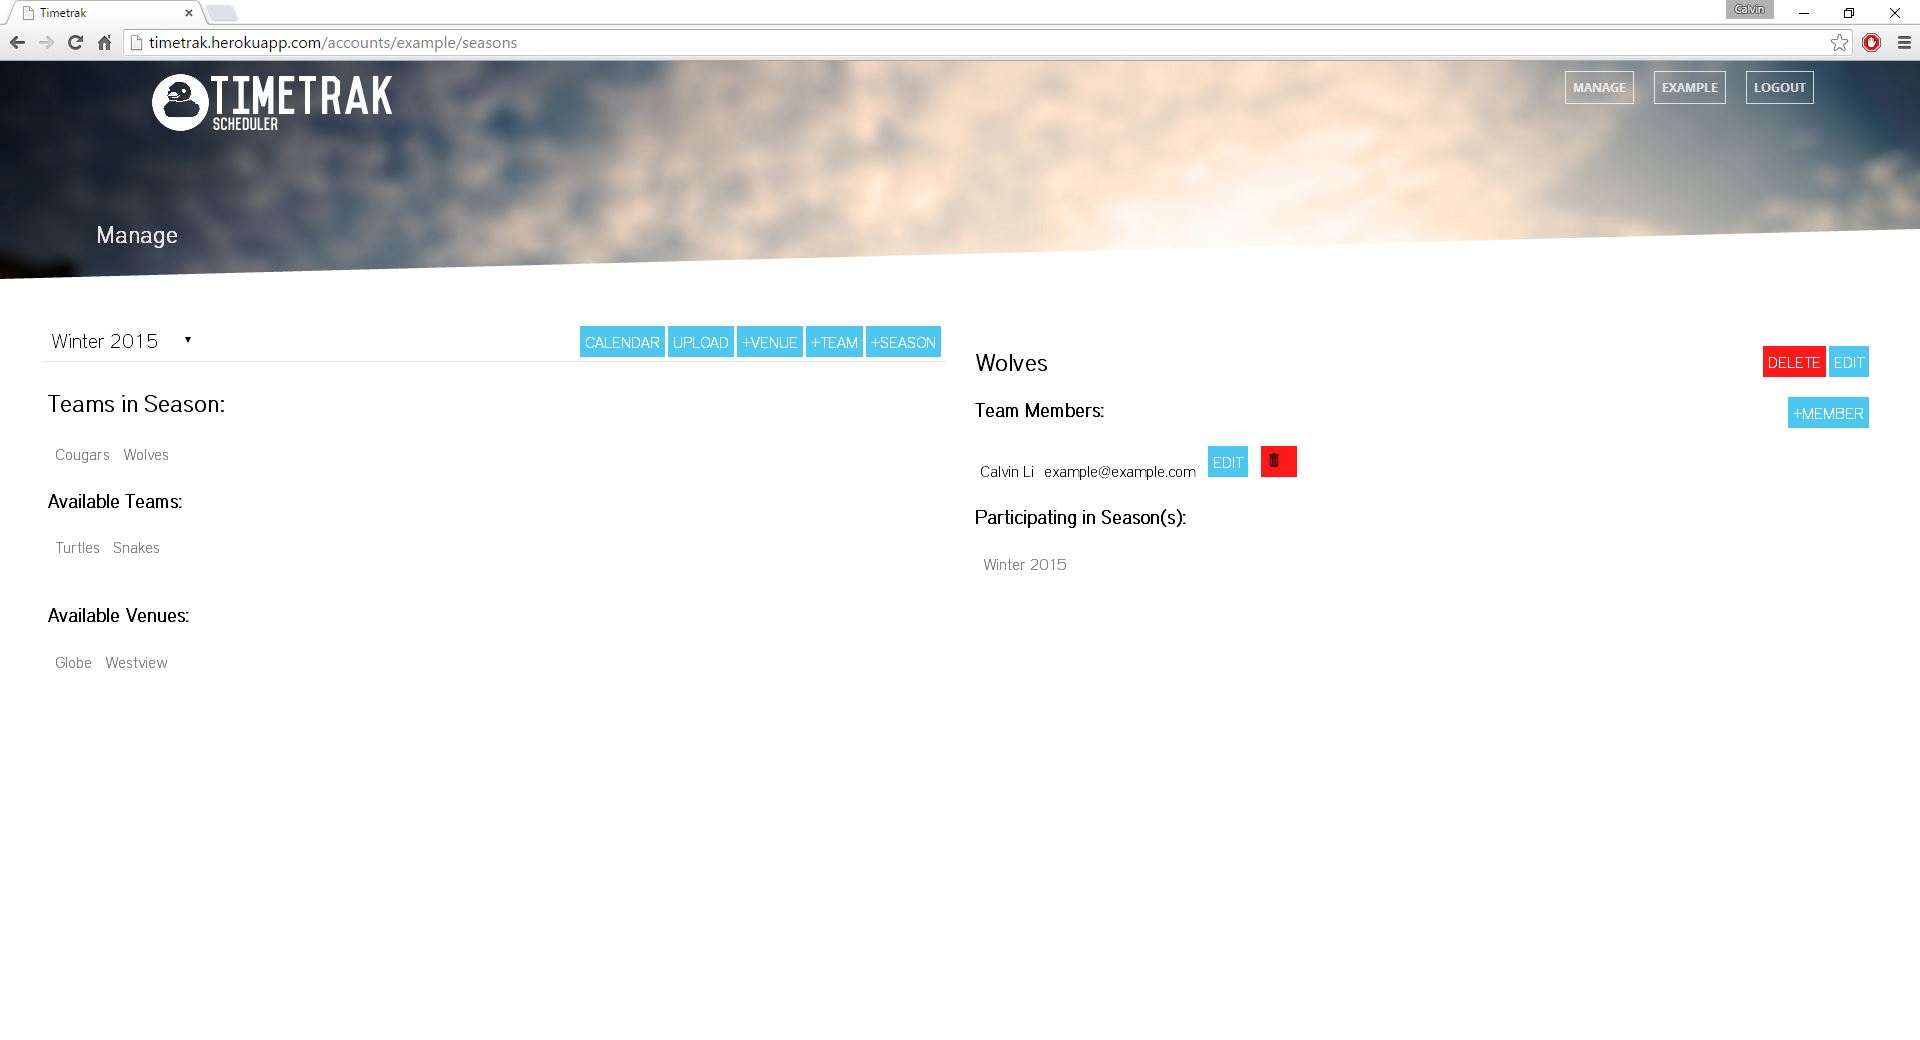 Timetrak
Calvin
timetrak.herokuapp.com/accounts/example/seasons
TIMETRAK
SCHEDULER
MANAGE
EXAMPLE
LOGOUT
Manage
Winter 2015
CALENDAR
UPLOAD
+VENUE
+TEAM
+SEASON
Teams in Season:
Cougars Wolves
Available Teams:
Turtles Snakes
Available Venues:
Globe Westview
Wolves
DELETE
EDIT
Team Members:
+MEMBER
Calvin Li example@example.com EDIT
Participating in Season(s):
Winter 2015